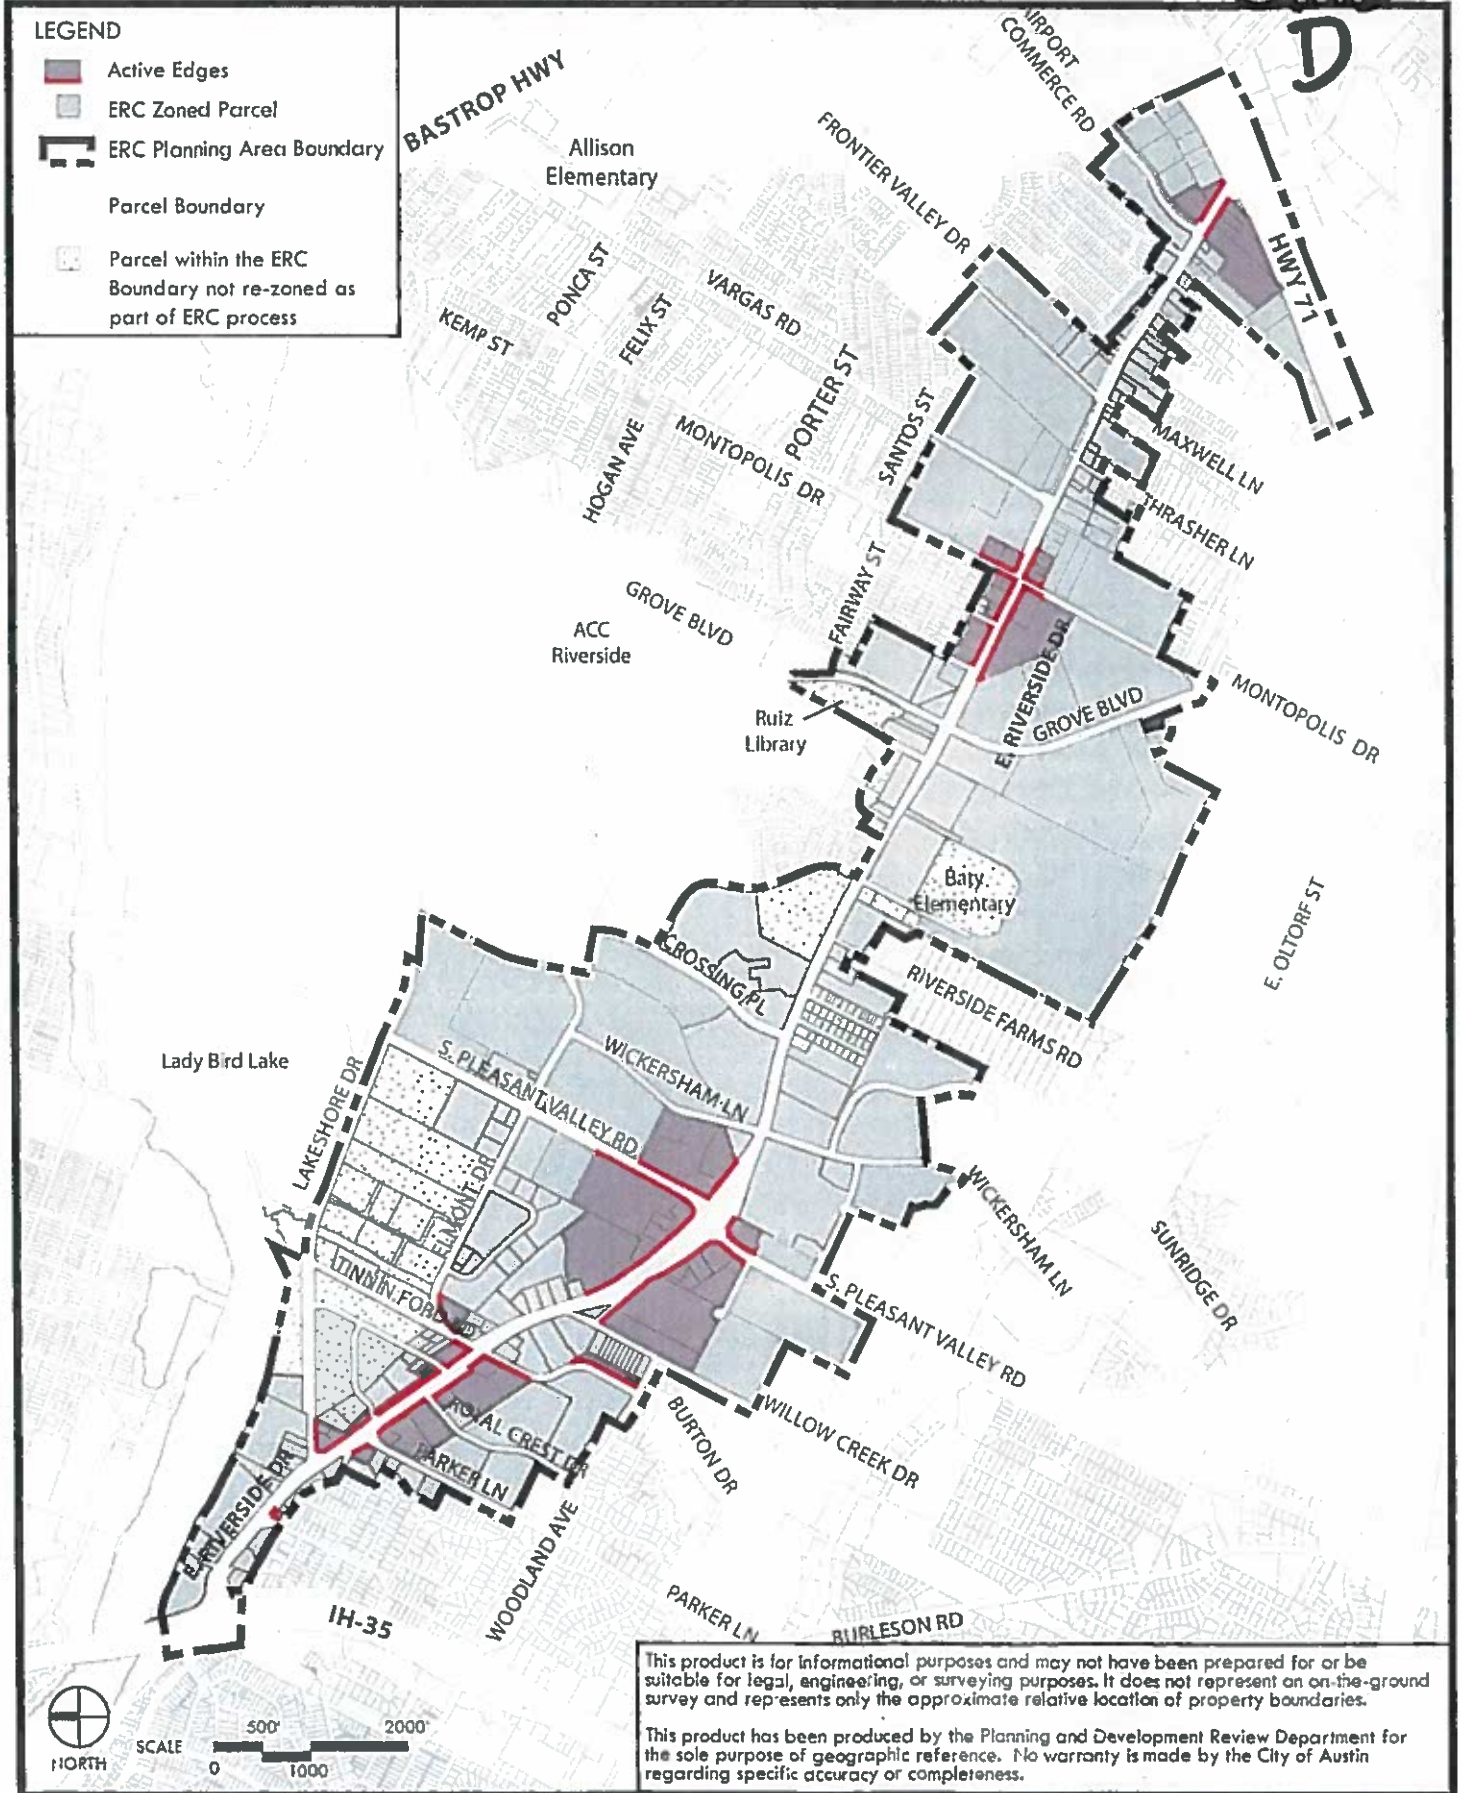 D
LEGEND
Active Edges
ERC Zoned Parcel
ERC Planning Area Boundary
Parcel Boundary
Parcel within the ERC
Boundary not re-zoned as
part of ERC process
BASTROP HWY
Allison
Elementary
COMMERCE RD
FRONTIER VALLEY DR
HWY 71
PONCA ST
VARGAS RD
KEMP ST
FELIX ST
PORTER ST
SANTOS ST
MONTOPOLIS DR
HOGAN AVE
MAXWELL LN
THRASHER LN
FAIRWAY ST
GROVE BLVD
ACC
Riverside
E. RIVERSIDE DR
GROVE BLVD
MONTOPOLIS DR
Ruiz
Library
Baty
Elementary
E. OLTORF ST
CROSSING PL
RIVERSIDE FARMS RD
Lady Bird Lake
LAKESHORE DR
S. PLEASANT VALLEY RD
WICKERSHAM LN
ELMONT DR
WICKERSHAM LN
SUNRIDGE DR
S. PLEASANT VALLEY RD
ROYAL CREST DR
PARKER LN
BURTON DR
WILLOW CREEK DR
E. RIVERSIDE DR
WOODLAND AVE
IH-35
PARKER LN
BURLESON RD
NORTH
SCALE
500'
2000'
0
1000
This product is for informational purposes and may not have been prepared for or be
suitable for legal, engineering, or surveying purposes. It does not represent an on-the-ground
survey and represents only the approximate relative location of property boundaries.
This product has been produced by the Planning and Development Review Department for
the sole purpose of geographic reference. No warranty is made by the City of Austin
regarding specific accuracy or completeness.